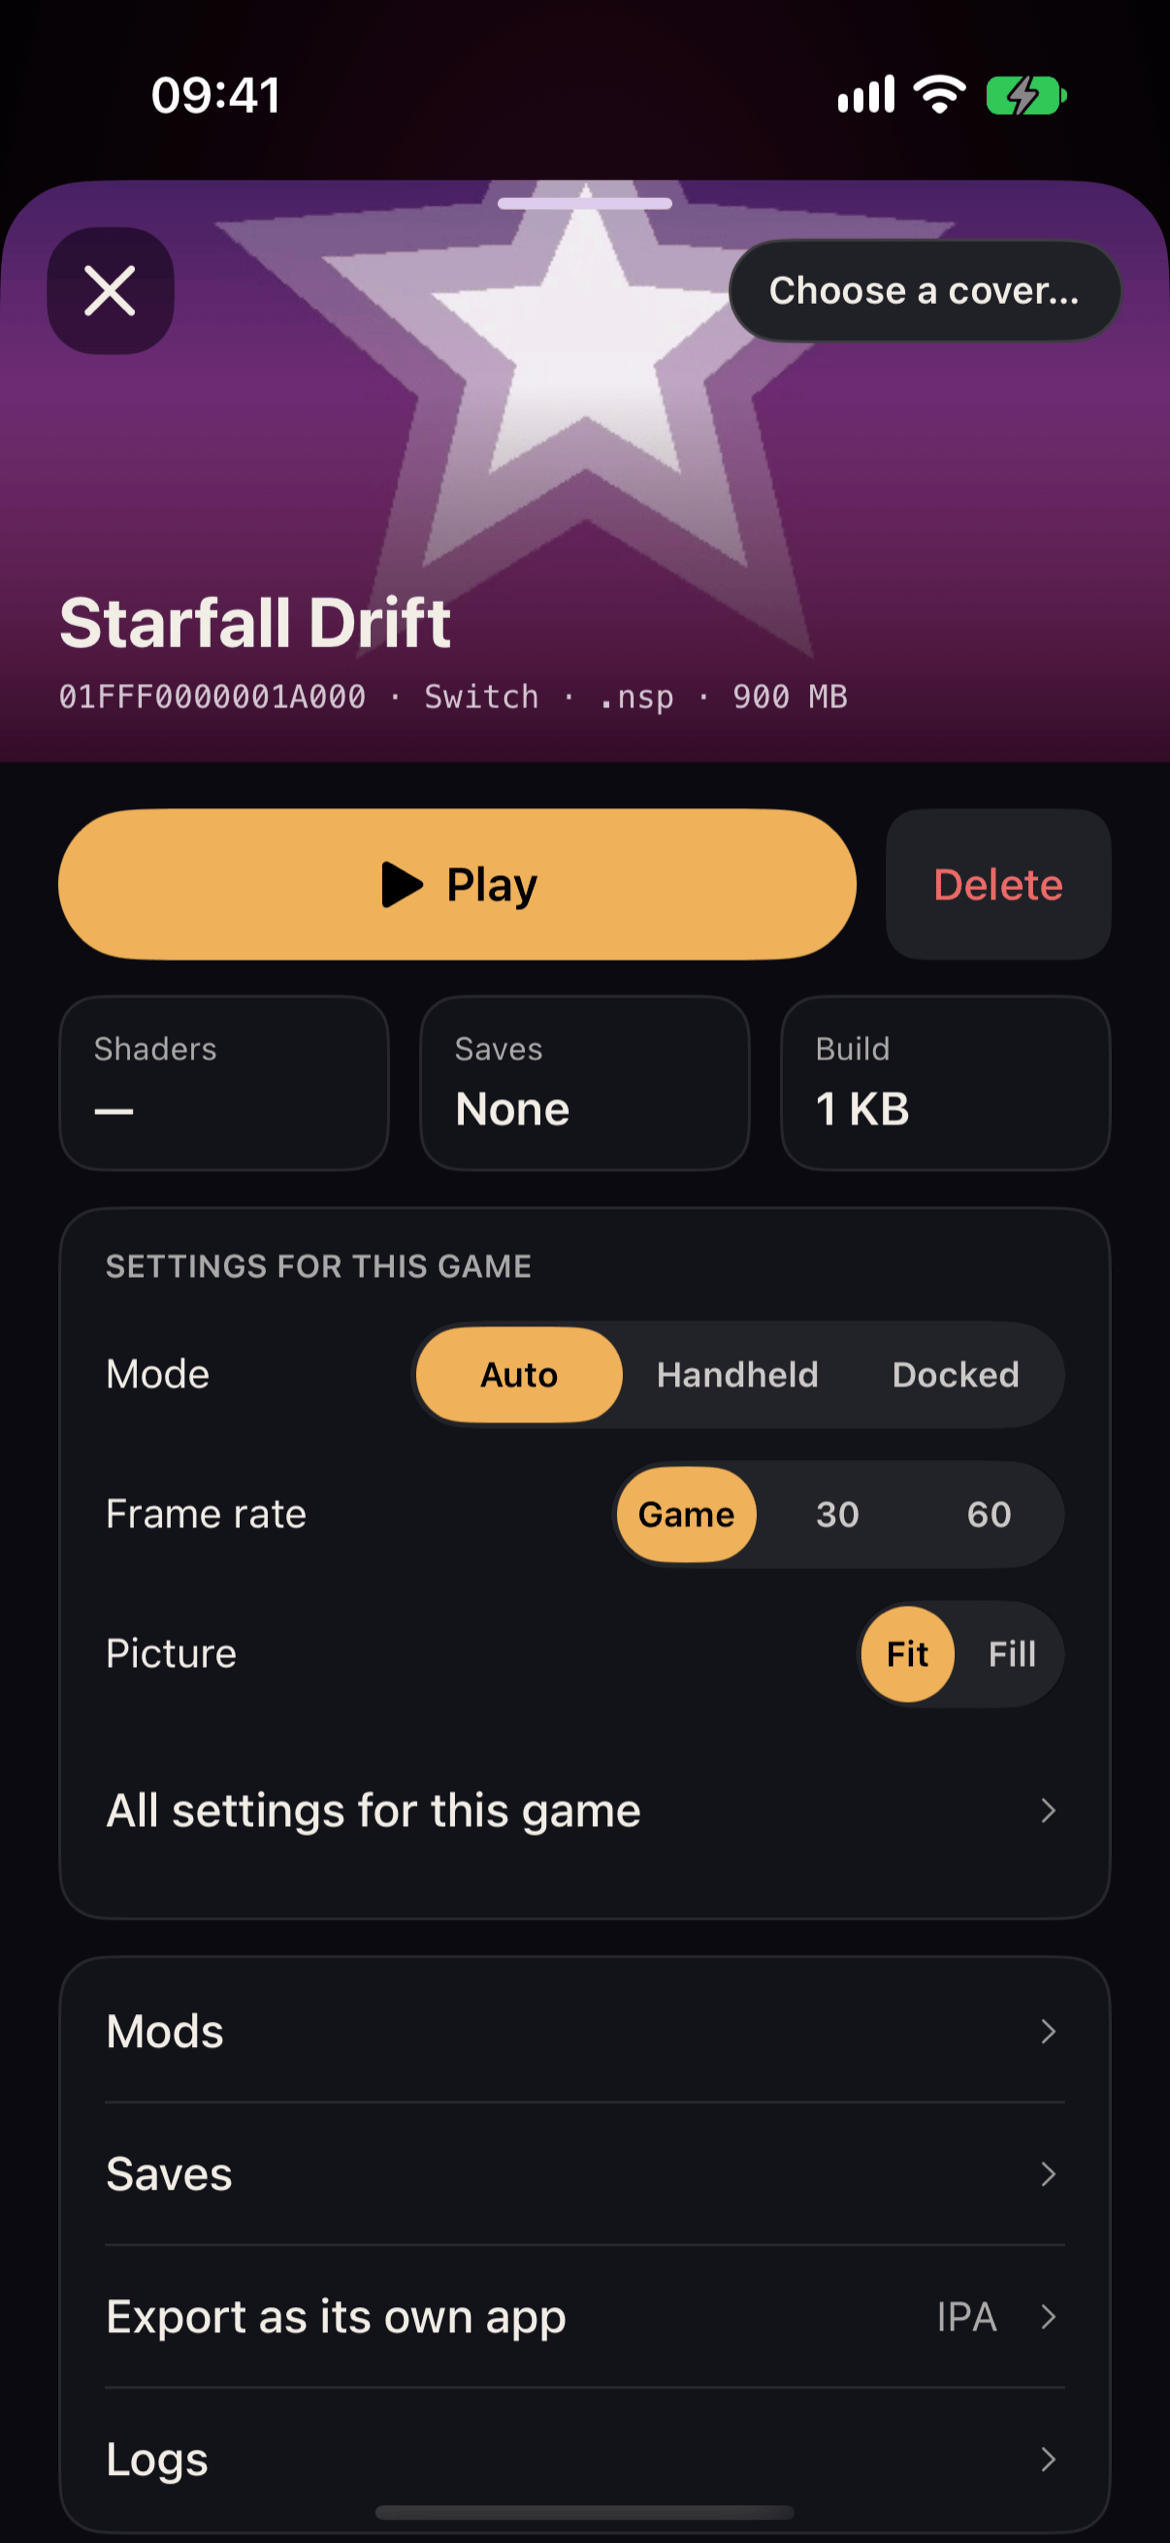 09:41
Choose a cover...
Starfall Drift
01FFF0000001A000 · Switch · .nsp · 900 MB
Play
Delete
Shaders
—
Saves
None
Build
1 KB
SETTINGS FOR THIS GAME
Mode
Auto
Handheld
Docked
Frame rate
Game
30
60
Picture
Fit
Fill
All settings for this game
Mods
Saves
Export as its own app
IPA
Logs